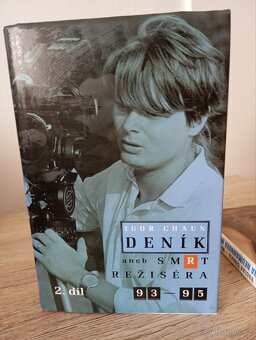 IGOR CHAUN
DENÍK
aneb SMRT
REŽISÉRA
2. díl
93—95